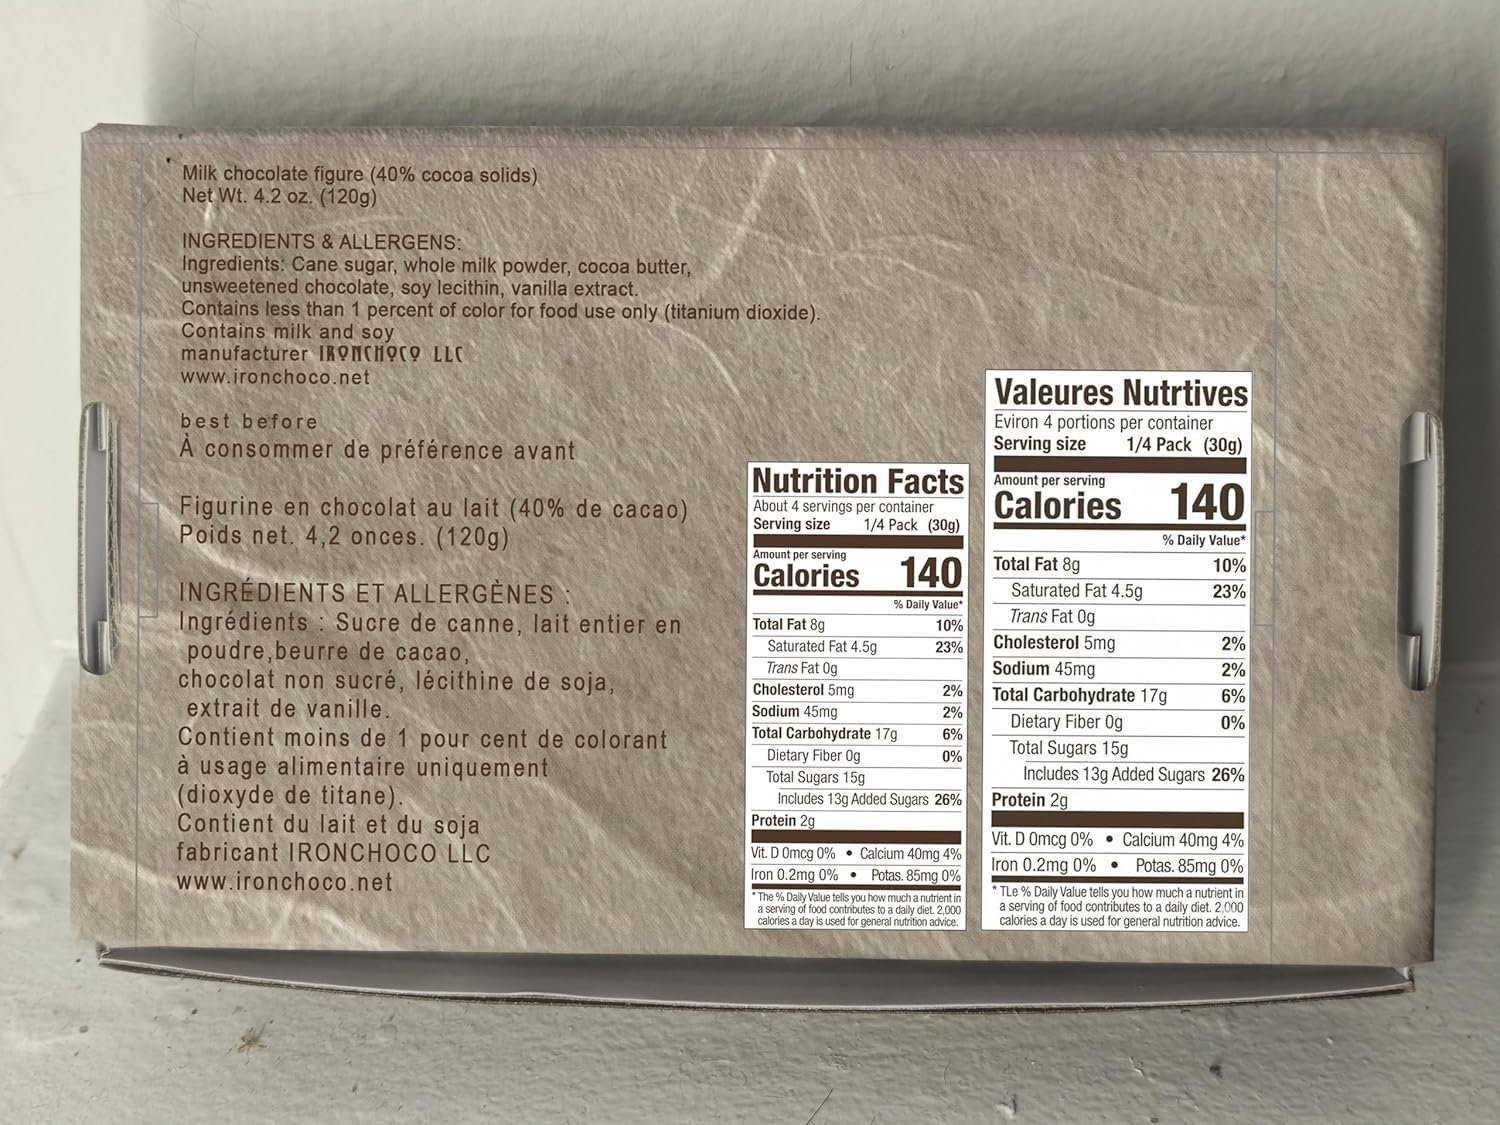 Milk chocolate figure (40% cocoa solids)
Net Wt. 4.2 oz. (120g)
INGREDIENTS & ALLERGENS:
Ingredients: Cane sugar, whole milk powder, cocoa butter,
unsweetened chocolate, soy lecithin, vanilla extract.
Contains less than 1 percent of color for food use only (titanium dioxide).
Contains milk and soy
manufacturer IRONCHOCO LLC
www.ironchoco.net
best before
À consommer de préférence avant
Figurine en chocolat au lait (40% de cacao)
Poids net. 4,2 onces. (120g)
INGRÉDIENTS ET ALLERGÈNES :
Ingrédients : Sucre de canne, lait entier en
poudre,beurre de cacao,
chocolat non sucré, lécithine de soja,
extrait de vanille.
Contient moins de 1 pour cent de colorant
à usage alimentaire uniquement
(dioxyde de titane).
Contient du lait et du soja
fabricant IRONCHOCO LLC
www.ironchoco.net
Nutrition Facts
About 4 servings per container
Serving size 1/4 Pack (30g)
Amount per serving
Calories 140
% Daily Value*
Total Fat 8g 10%
Saturated Fat 4.5g 23%
Trans Fat 0g
Cholesterol 5mg 2%
Sodium 45mg 2%
Total Carbohydrate 17g 6%
Dietary Fiber 0g 0%
Total Sugars 15g
Includes 13g Added Sugars 26%
Protein 2g
Vit. D 0mcg 0% • Calcium 40mg 4%
Iron 0.2mg 0% • Potas. 85mg 0%
* The % Daily Value tells you how much a nutrient in
a serving of food contributes to a daily diet. 2,000
calories a day is used for general nutrition advice.
Valeures Nutrtives
Eviron 4 portions per container
Serving size 1/4 Pack (30g)
Amount per serving
Calories 140
% Daily Value*
Total Fat 8g 10%
Saturated Fat 4.5g 23%
Trans Fat 0g
Cholesterol 5mg 2%
Sodium 45mg 2%
Total Carbohydrate 17g 6%
Dietary Fiber 0g 0%
Total Sugars 15g
Includes 13g Added Sugars 26%
Protein 2g
Vit. D 0mcg 0% • Calcium 40mg 4%
Iron 0.2mg 0% • Potas. 85mg 0%
* TLe % Daily Value tells you how much a nutrient in
a serving of food contributes to a daily diet. 2,000
calories a day is used for general nutrition advice.